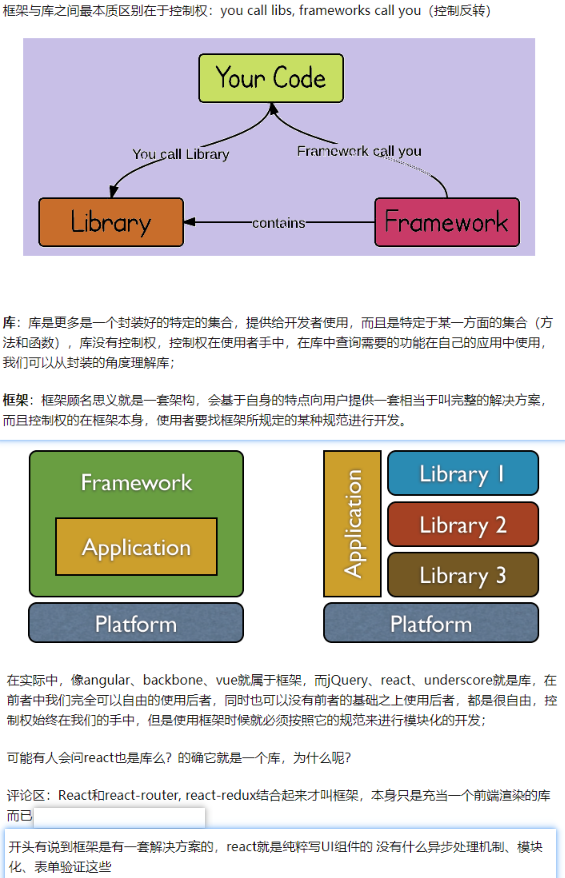 框架与库之间最本质区别在于控制权：you call libs, frameworks call you（控制反转）
Your Code
You call Library
Framework call you
Library
contains
Framework
库：库是更多是一个封装好的特定的集合，提供给开发者使用，而且是特定于某一方面的集合（方
法和函数），库没有控制权，控制权在使用者手中，在库中查询需要的功能在自己的应用中使用，
我们可以从封装的角度理解库；
框架：框架顾名思义就是一套架构，会基于自身的特点向用户提供一套相当于叫完整的解决方案，
而且控制权的在框架本身，使用者要找框架所规定的某种规范进行开发。
Framework
Application
Platform
Application
Library 1
Library 2
Library 3
Platform
在实际中，像angular、backbone、vue就属于框架，而jQuery、react、underscore就是库，在
前者中我们完全可以自由的使用后者，同时也可以没有前者的基础之上使用后者，都是很自由，控
制权始终在我们的手中，但是使用框架时候就必须按照它的规范来进行模块化的开发；
可能有人会问react也是库么？的确它就是一个库，为什么呢？
评论区：React和react-router, react-redux结合起来才叫框架，本身只是充当一个前端渲染的库
而已
开头有说到框架是有一套解决方案的，react就是纯粹写UI组件的 没有什么异步处理机制、模块
化、表单验证这些